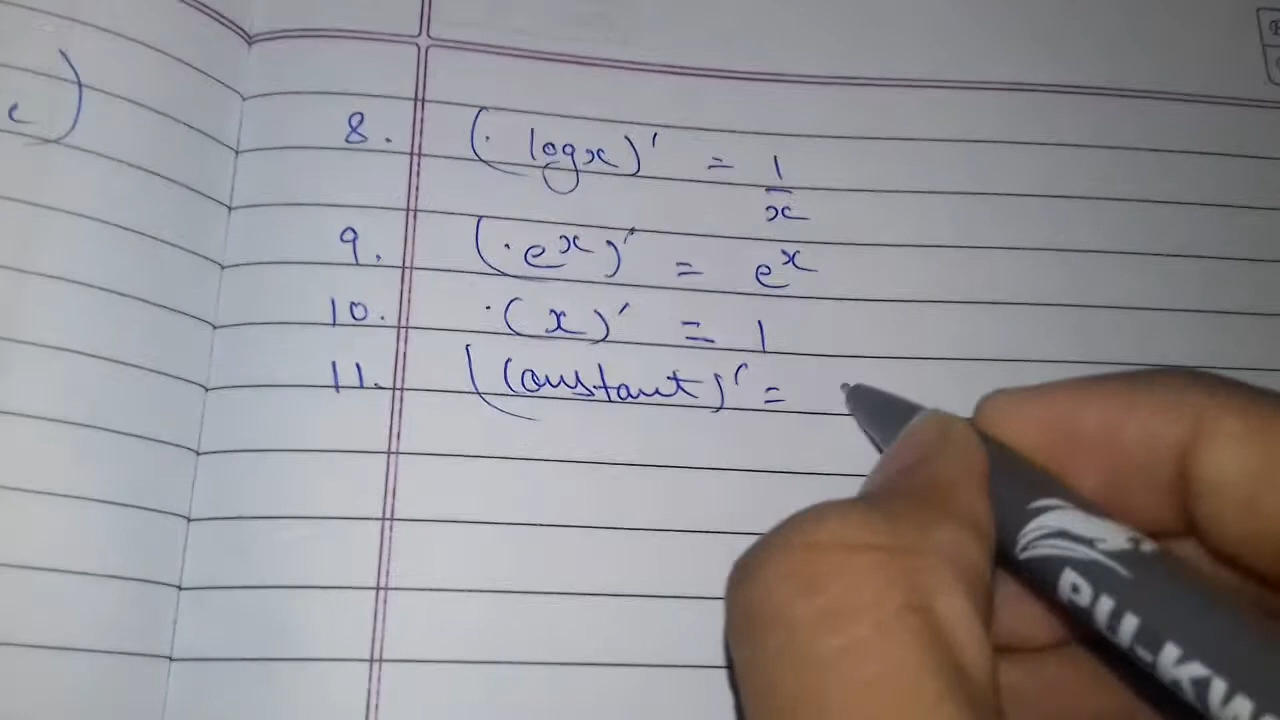 c)
8. (· logx)' = 1/x
9. (· e^x)' = e^x
10. · (x)' = 1
11. (Constant)' =